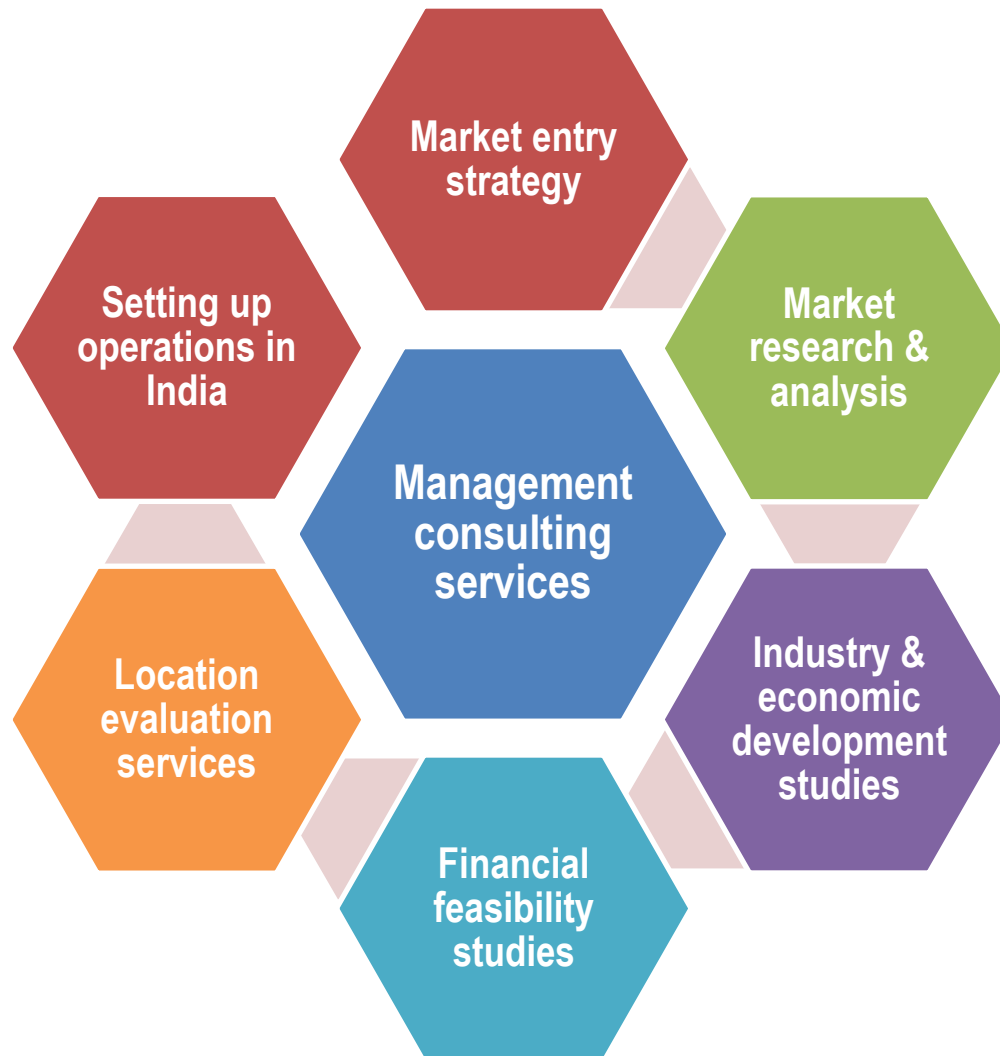 Market entry
strategy
Market
research &
analysis
Industry &
economic
development
studies
Financial
feasibility
studies
Location
evaluation
services
Setting up
operations in
India
Management
consulting
services